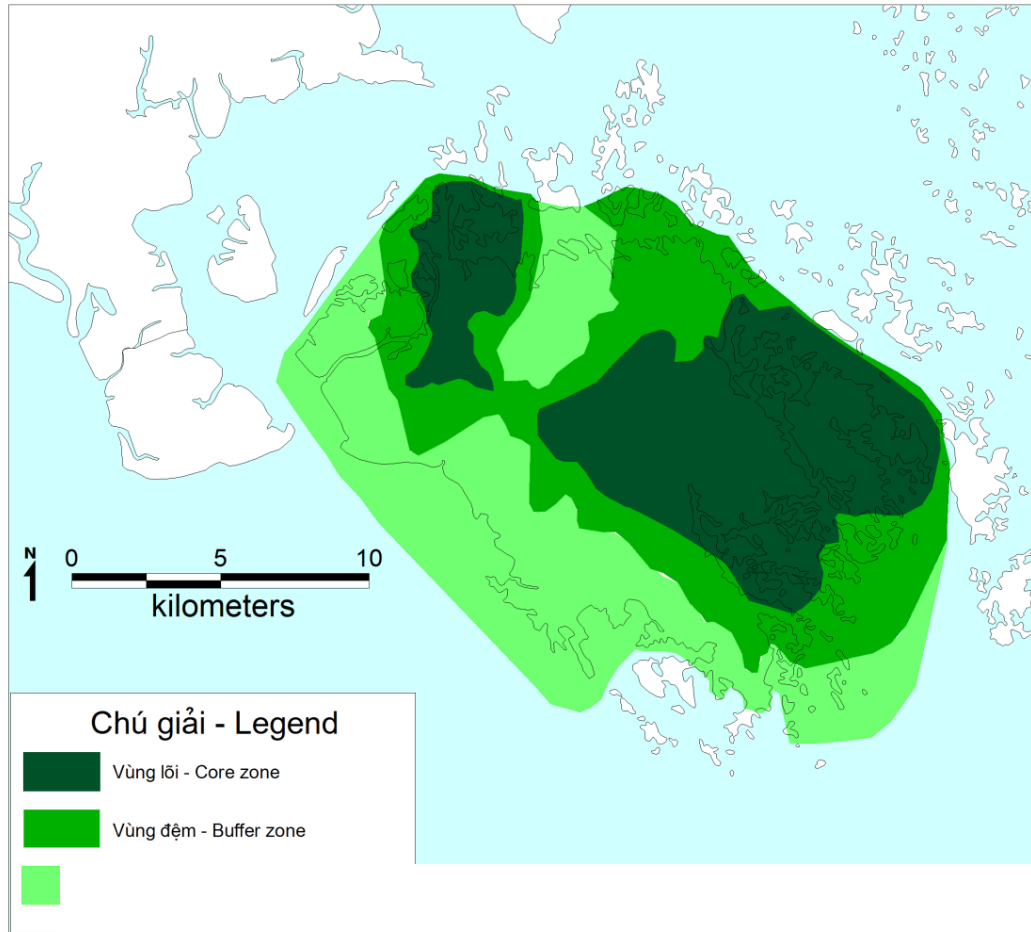 N
0 5 10
kilometers
Chú giải - Legend
Vùng lõi - Core zone
Vùng đệm - Buffer zone